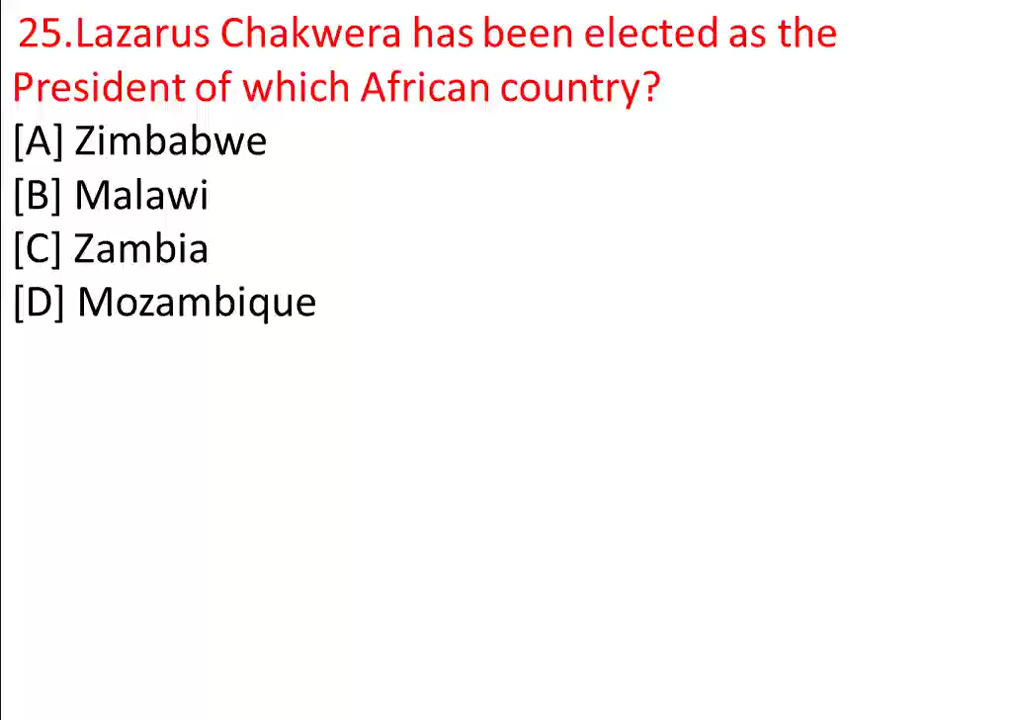 25.Lazarus Chakwera has been elected as the
President of which African country?
[A] Zimbabwe
[B] Malawi
[C] Zambia
[D] Mozambique